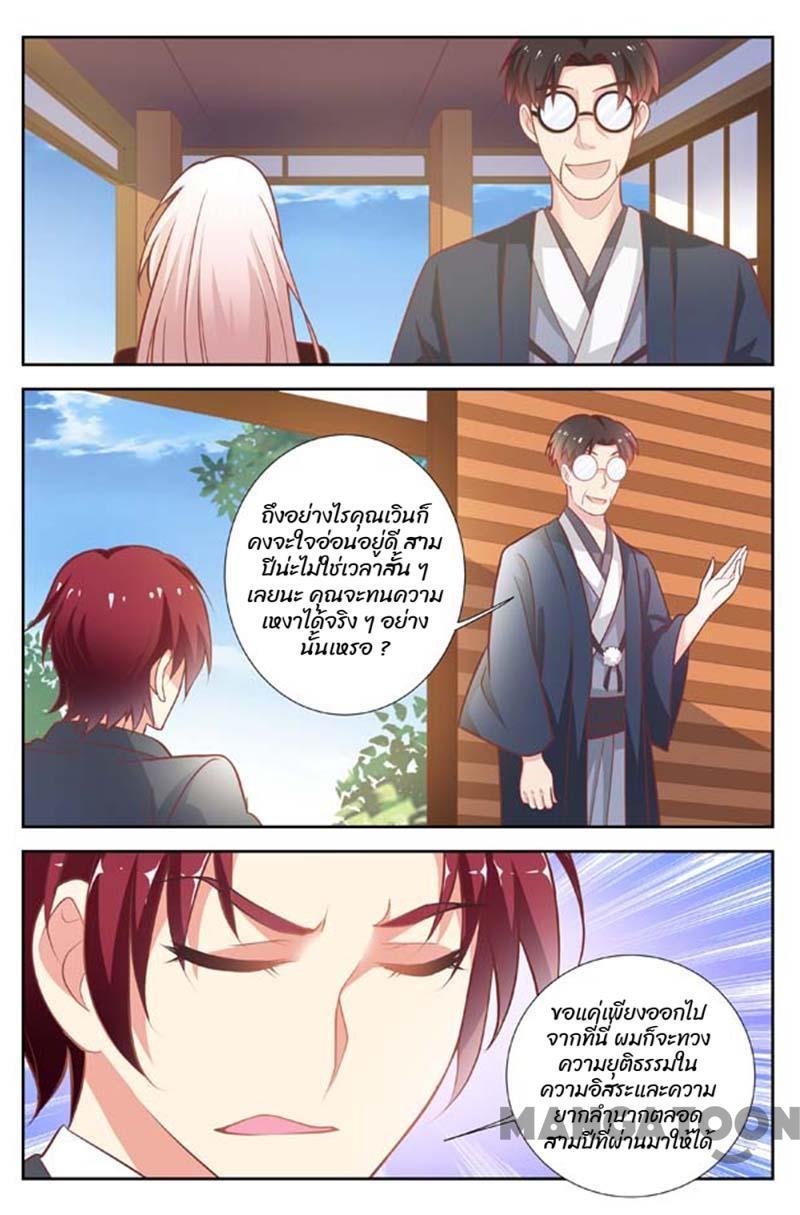 ถึงอย่างไรคุณเวินก็
คงจะใจอ่อนอยู่ดี สาม
ปีน่ะไม่ใช่เวลาสั้น ๆ
เลยนะ คุณจะทนความ
เหงาได้จริง ๆ อย่าง
นั้นเหรอ ?
ขอแค่เพียงออกไป
จากที่นี่ ผมก็จะทวง
ความยุติธรรมใน
ความอิสระและความ
ยากลำบากตลอด
สามปีที่ผ่านมาให้ได้
MANGATOON